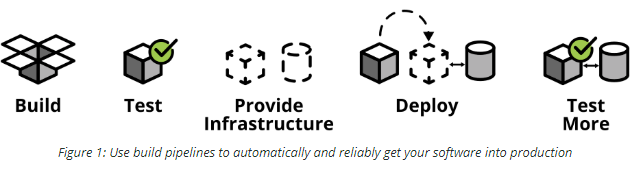 Build
Test
Provide
Infrastructure
Deploy
Test
More
Figure 1: Use build pipelines to automatically and reliably get your software into production